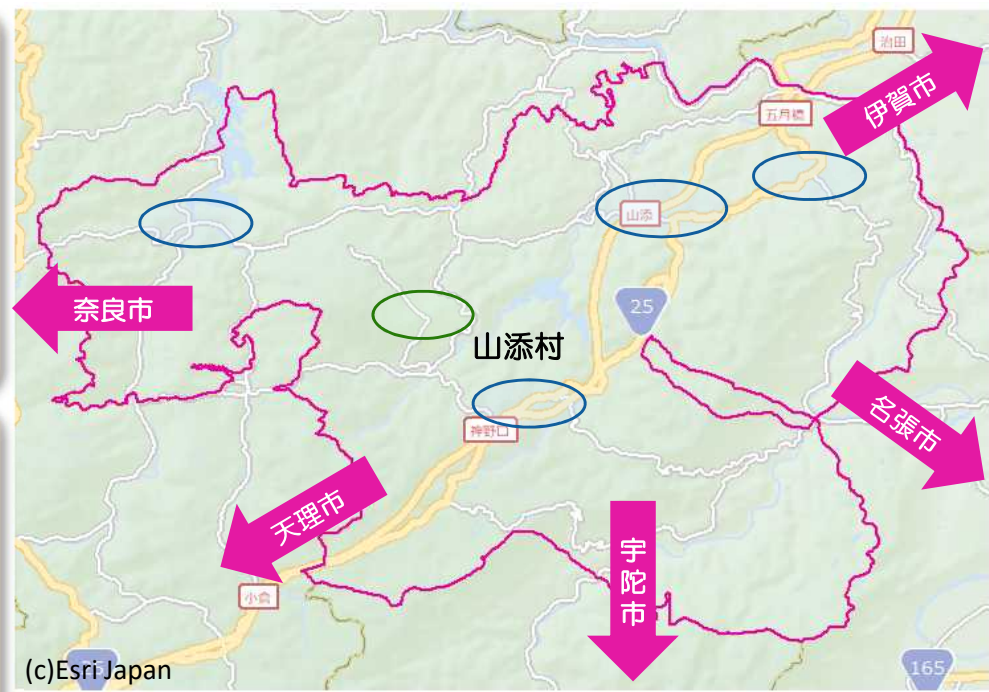 治田
伊賀市
五月橋
山添
奈良市
25
山添村
名張市
神野口
天理市
宇陀市
小倉
(c)Esri Japan
165